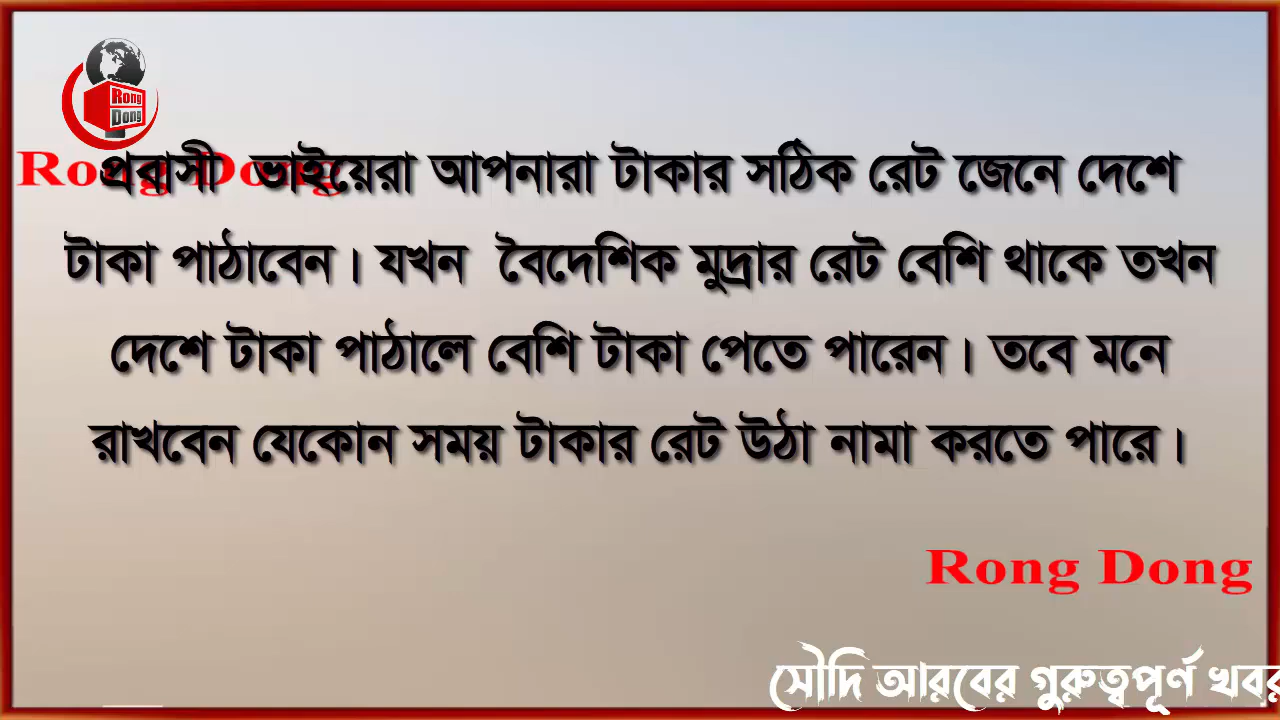 Rong
Dong
Rong Dong
প্রবাসী ভাইয়েরা আপনারা টাকার সঠিক রেট জেনে দেশে
টাকা পাঠাবেন। যখন বৈদেশিক মুদ্রার রেট বেশি থাকে তখন
দেশে টাকা পাঠালে বেশি টাকা পেতে পারেন। তবে মনে
রাখবেন যেকোন সময় টাকার রেট উঠা নামা করতে পারে।
Rong Dong
সৌদি আরবের গুরুত্বপূর্ণ খবর